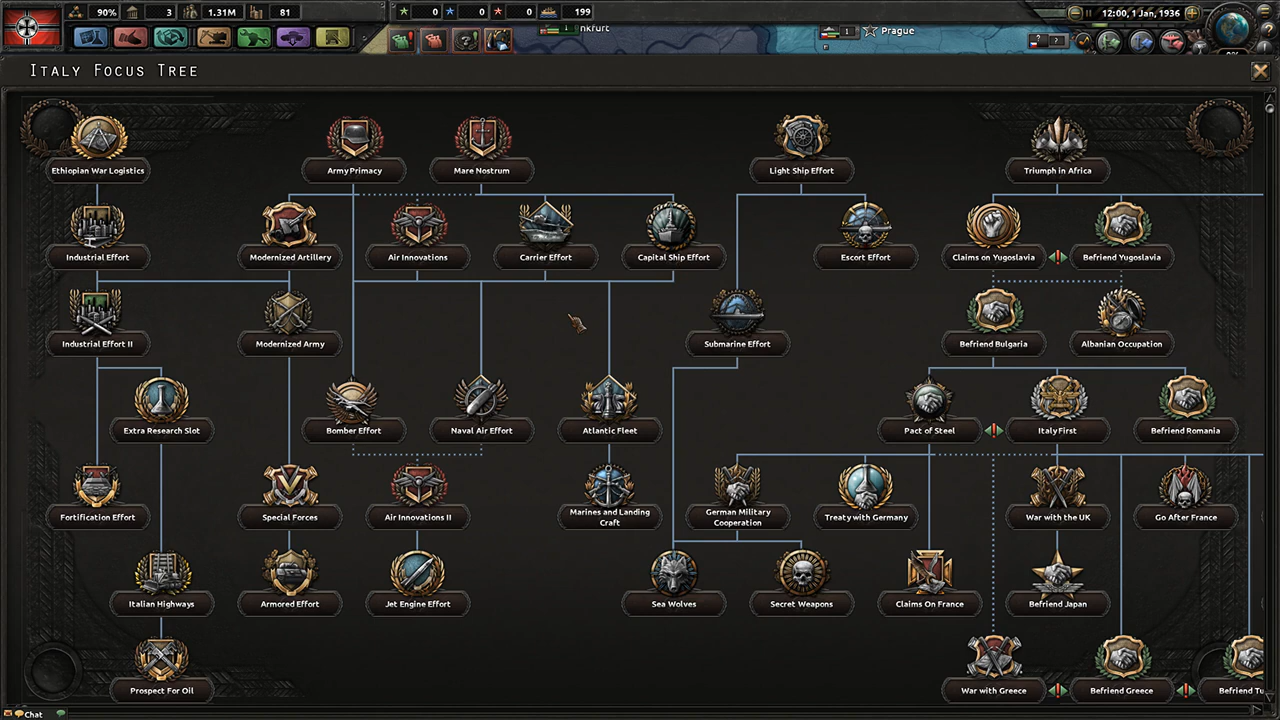 90%
3
1.31M
81
0
0
0
199
12:00, 1 Jan, 1936
1
nkfurt
1
Prague
?
?
ITALY FOCUS TREE
Ethiopian War Logistics
Army Primacy
Mare Nostrum
Light Ship Effort
Triumph in Africa
Industrial Effort
Modernized Artillery
Air Innovations
Carrier Effort
Capital Ship Effort
Escort Effort
Claims on Yugoslavia
Befriend Yugoslavia
Industrial Effort II
Modernized Army
Submarine Effort
Befriend Bulgaria
Albanian Occupation
Extra Research Slot
Bomber Effort
Naval Air Effort
Atlantic Fleet
Pact of Steel
Italy First
Befriend Romania
Fortification Effort
Special Forces
Air Innovations II
Marines and Landing
Craft
German Military
Cooperation
Treaty with Germany
War with the UK
Go After France
Italian Highways
Armored Effort
Jet Engine Effort
Sea Wolves
Secret Weapons
Claims On France
Befriend Japan
Prospect For Oil
War with Greece
Befriend Greece
Befriend Tu
Chat